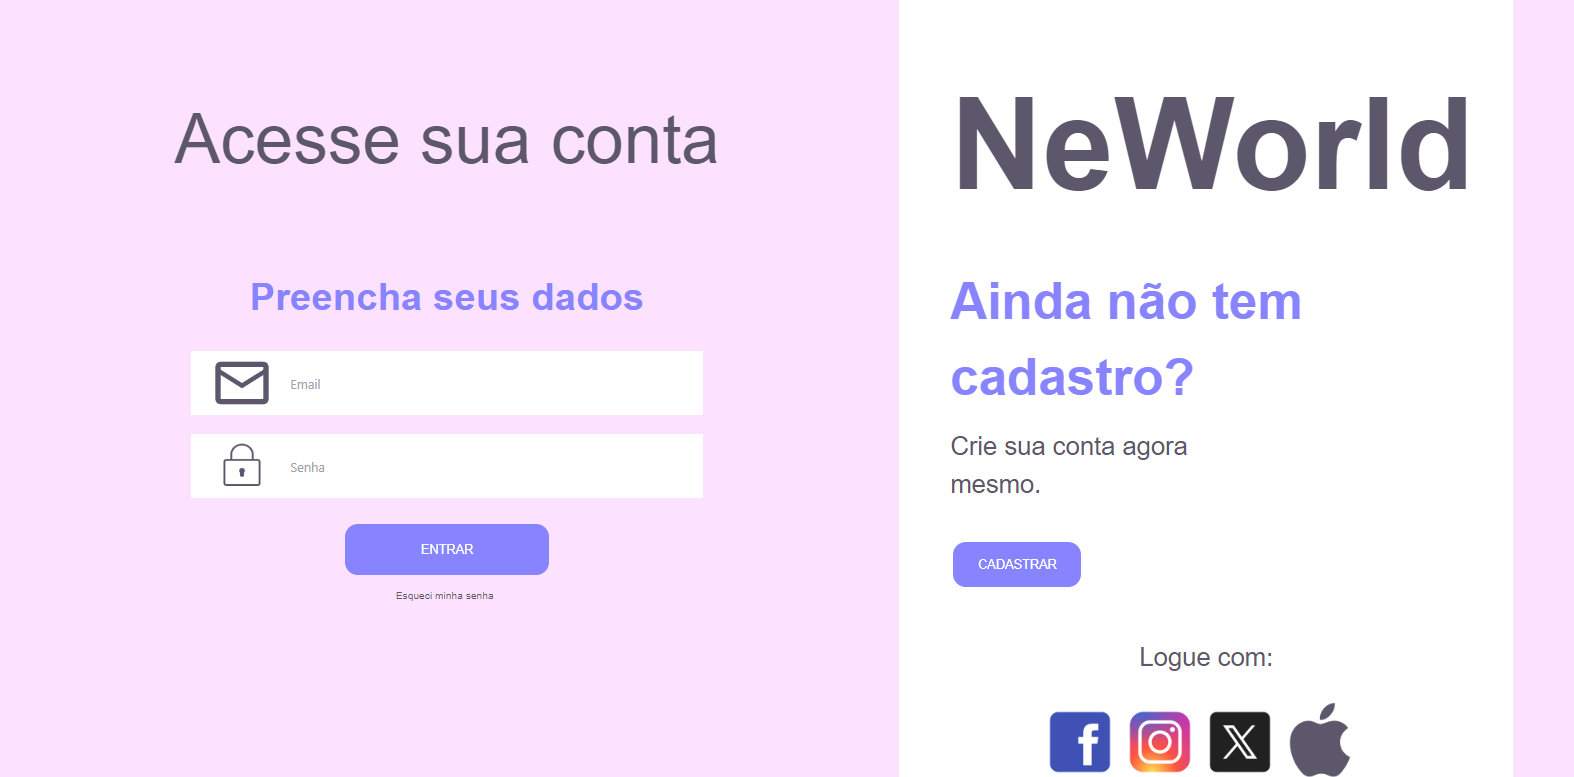 Acesse sua conta
Preencha seus dados
Email
Senha
ENTRAR
Esqueci minha senha
NeWorld
Ainda não tem
cadastro?
Crie sua conta agora
mesmo.
CADASTRAR
Logue com: